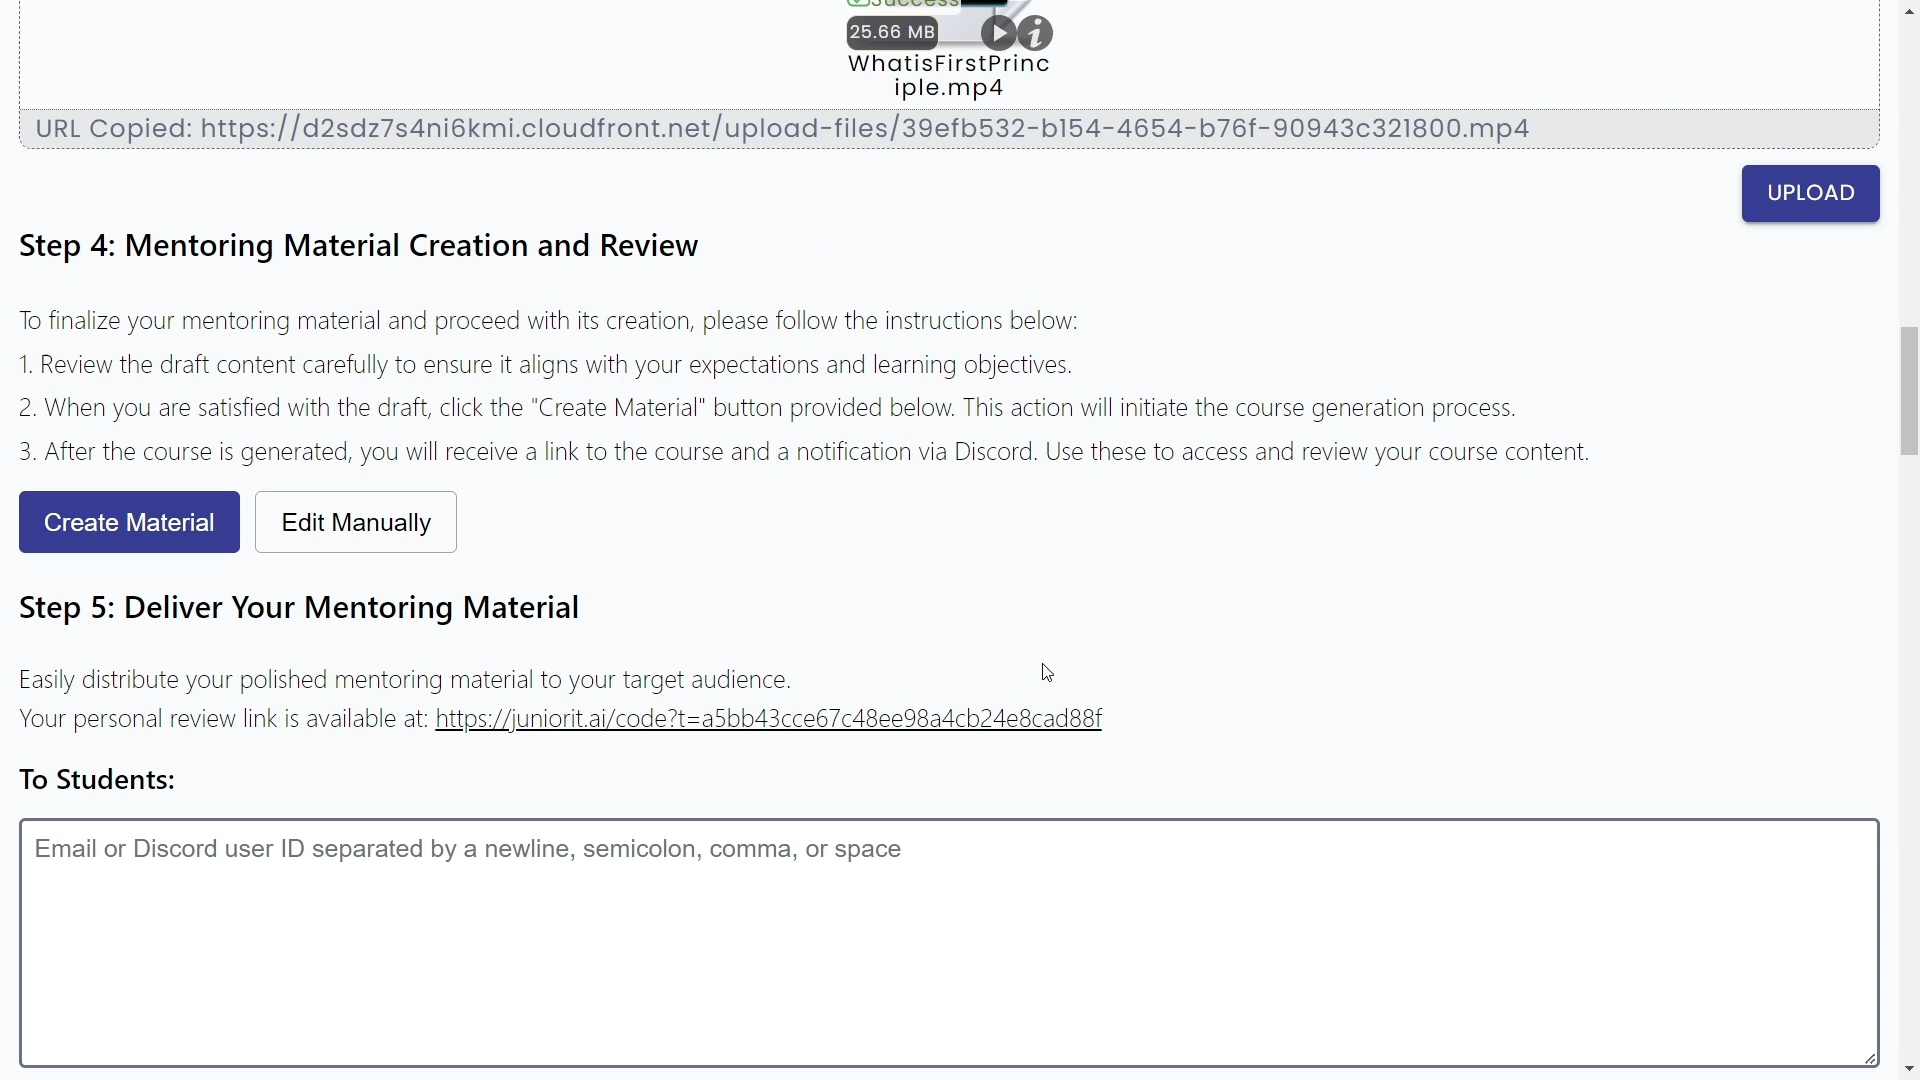 Success
25.66 MB
WhatisFirstPrinc
iple.mp4
URL Copied: https://d2sdz7s4ni6kmi.cloudfront.net/upload-files/39efb532-b154-4654-b76f-90943c321800.mp4
UPLOAD
Step 4: Mentoring Material Creation and Review
To finalize your mentoring material and proceed with its creation, please follow the instructions below:
1. Review the draft content carefully to ensure it aligns with your expectations and learning objectives.
2. When you are satisfied with the draft, click the "Create Material" button provided below. This action will initiate the course generation process.
3. After the course is generated, you will receive a link to the course and a notification via Discord. Use these to access and review your course content.
Create Material Edit Manually
Step 5: Deliver Your Mentoring Material
Easily distribute your polished mentoring material to your target audience.
Your personal review link is available at: https://juniorit.ai/code?t=a5bb43cce67c48ee98a4cb24e8cad88f
To Students:
Email or Discord user ID separated by a newline, semicolon, comma, or space